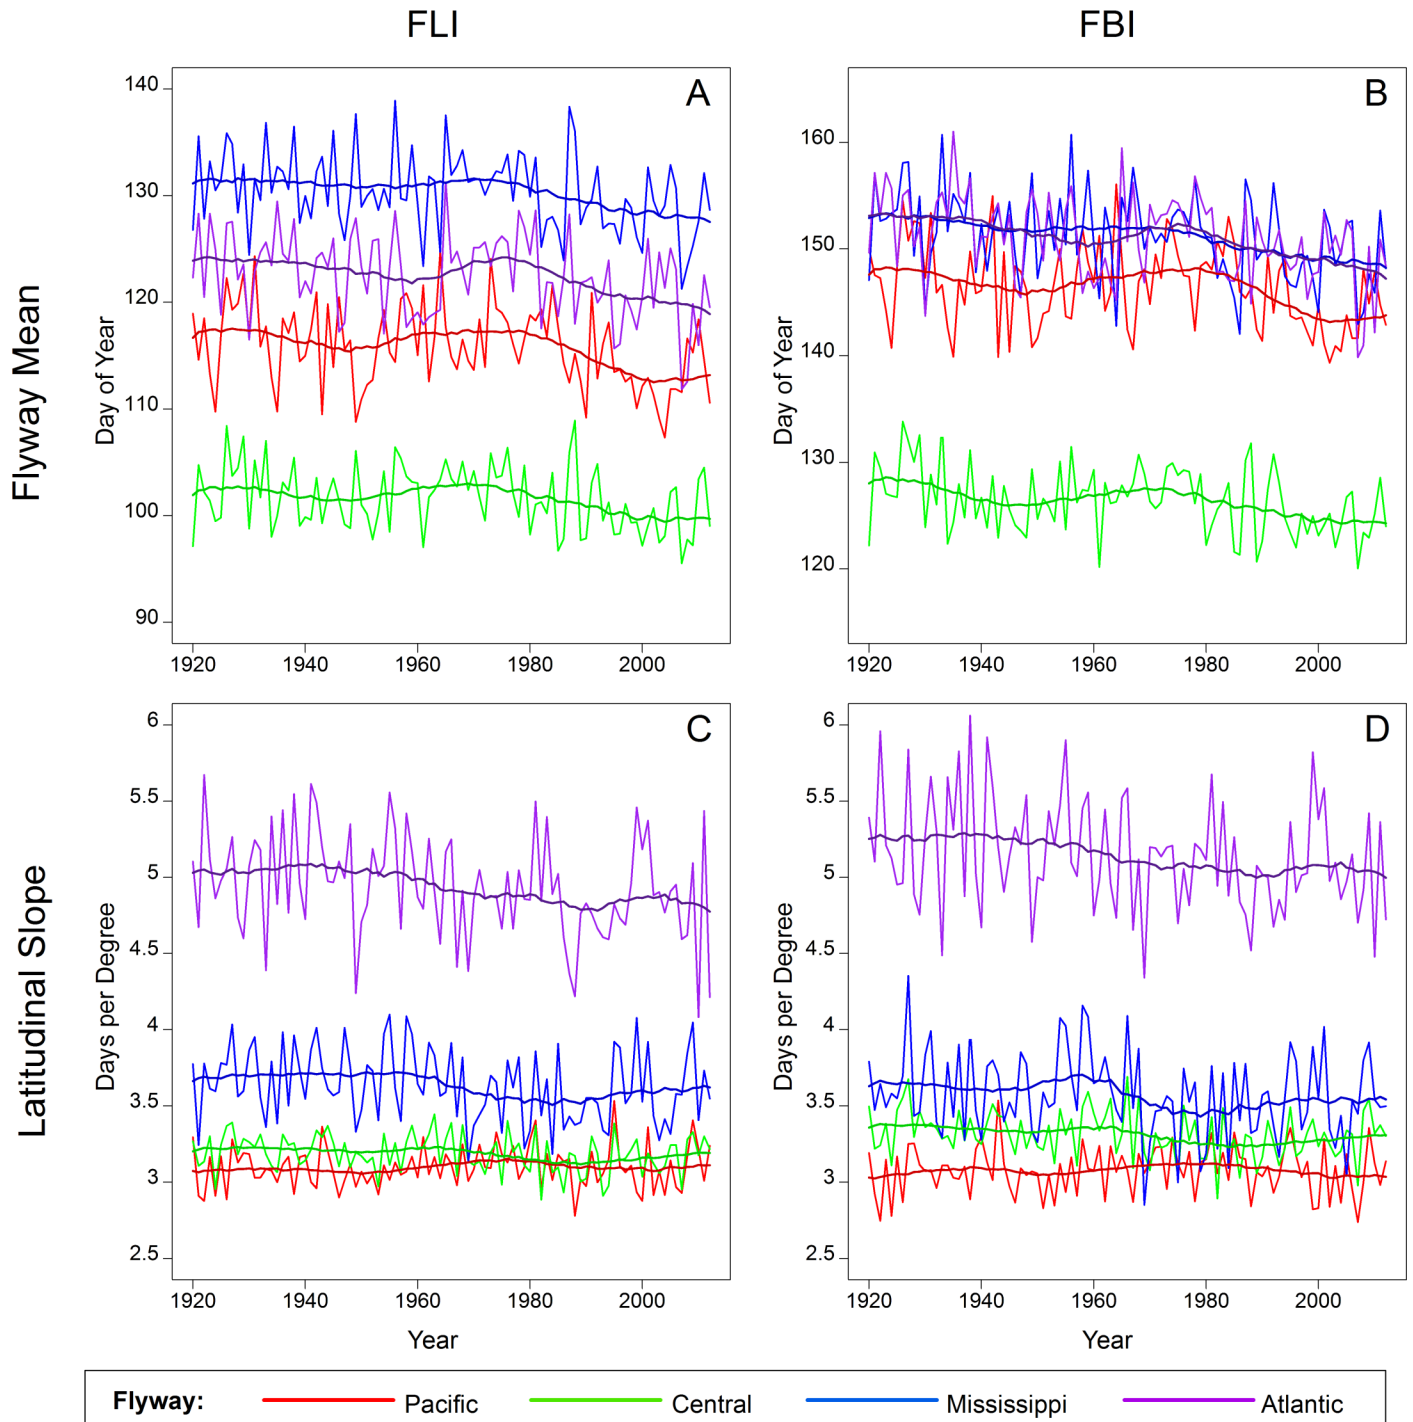 FLI FBI
A B
140
130
120
110
100
90
Day of Year
Flyway Mean
1920 1940 1960 1980 2000
160
150
140
130
120
Day of Year
1920 1940 1960 1980 2000
C D
6
5.5
5
4.5
4
3.5
3
2.5
Days per Degree
Latitudinal Slope
1920 1940 1960 1980 2000
Year
6
5.5
5
4.5
4
3.5
3
2.5
Days per Degree
1920 1940 1960 1980 2000
Year
Flyway: Pacific Central Mississippi Atlantic